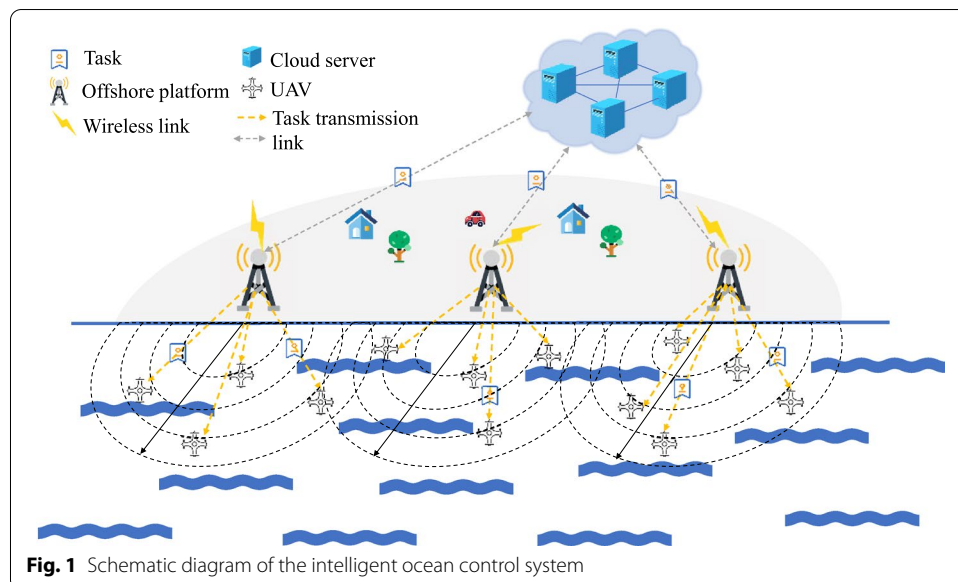 Task
Cloud server
Offshore platform
UAV
Wireless link
Task transmission
link
Fig. 1 Schematic diagram of the intelligent ocean control system